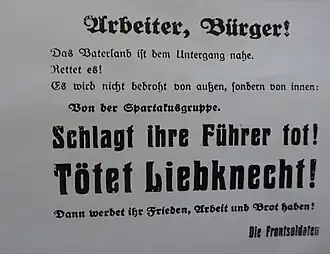 Arbeiter, Bürger!
Das Vaterland ist dem Untergang nahe.
Rettet es!
Es wird nicht bedroht von außen, sondern von innen:
Von der Spartakusgruppe.
Schlagt ihre Führer tot!
Tötet Liebknecht!
Dann werdet ihr Frieden, Arbeit und Brot haben!
Die Frontsoldaten